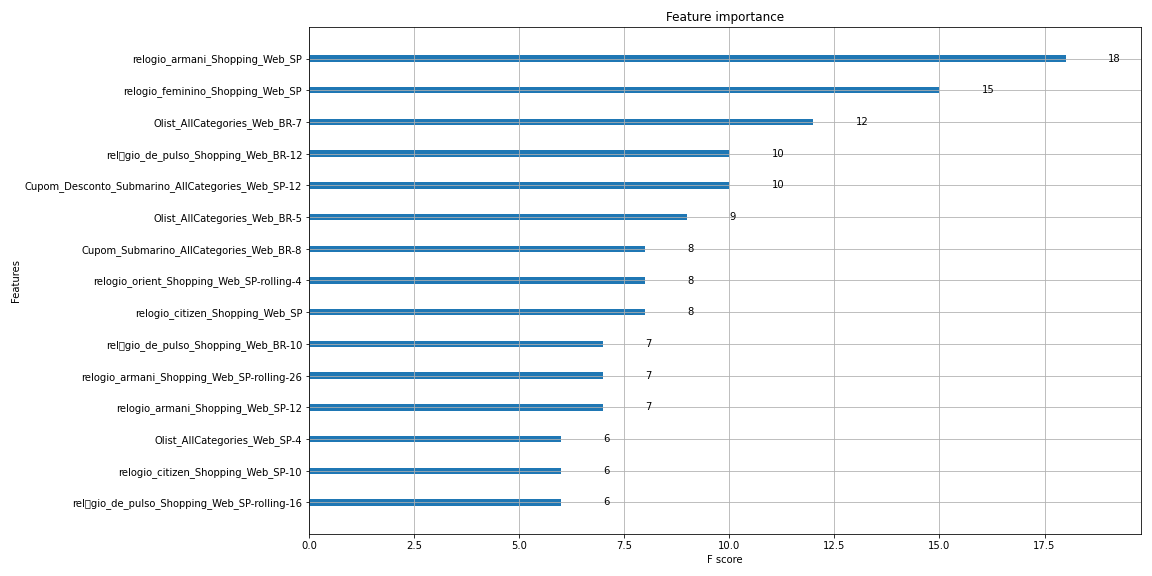 Feature importance
relogio_armani_Shopping_Web_SP 18
relogio_feminino_Shopping_Web_SP 15
Olist_AllCategories_Web_BR-7 12
rel▯gio_de_pulso_Shopping_Web_BR-12 10
Cupom_Desconto_Submarino_AllCategories_Web_SP-12 10
Olist_AllCategories_Web_BR-5 9
Cupom_Submarino_AllCategories_Web_BR-8 8
relogio_orient_Shopping_Web_SP-rolling-4 8
relogio_citizen_Shopping_Web_SP 8
rel▯gio_de_pulso_Shopping_Web_BR-10 7
relogio_armani_Shopping_Web_SP-rolling-26 7
relogio_armani_Shopping_Web_SP-12 7
Olist_AllCategories_Web_SP-4 6
relogio_citizen_Shopping_Web_SP-10 6
rel▯gio_de_pulso_Shopping_Web_SP-rolling-16 6
Features
0.0 2.5 5.0 7.5 10.0 12.5 15.0 17.5
F score